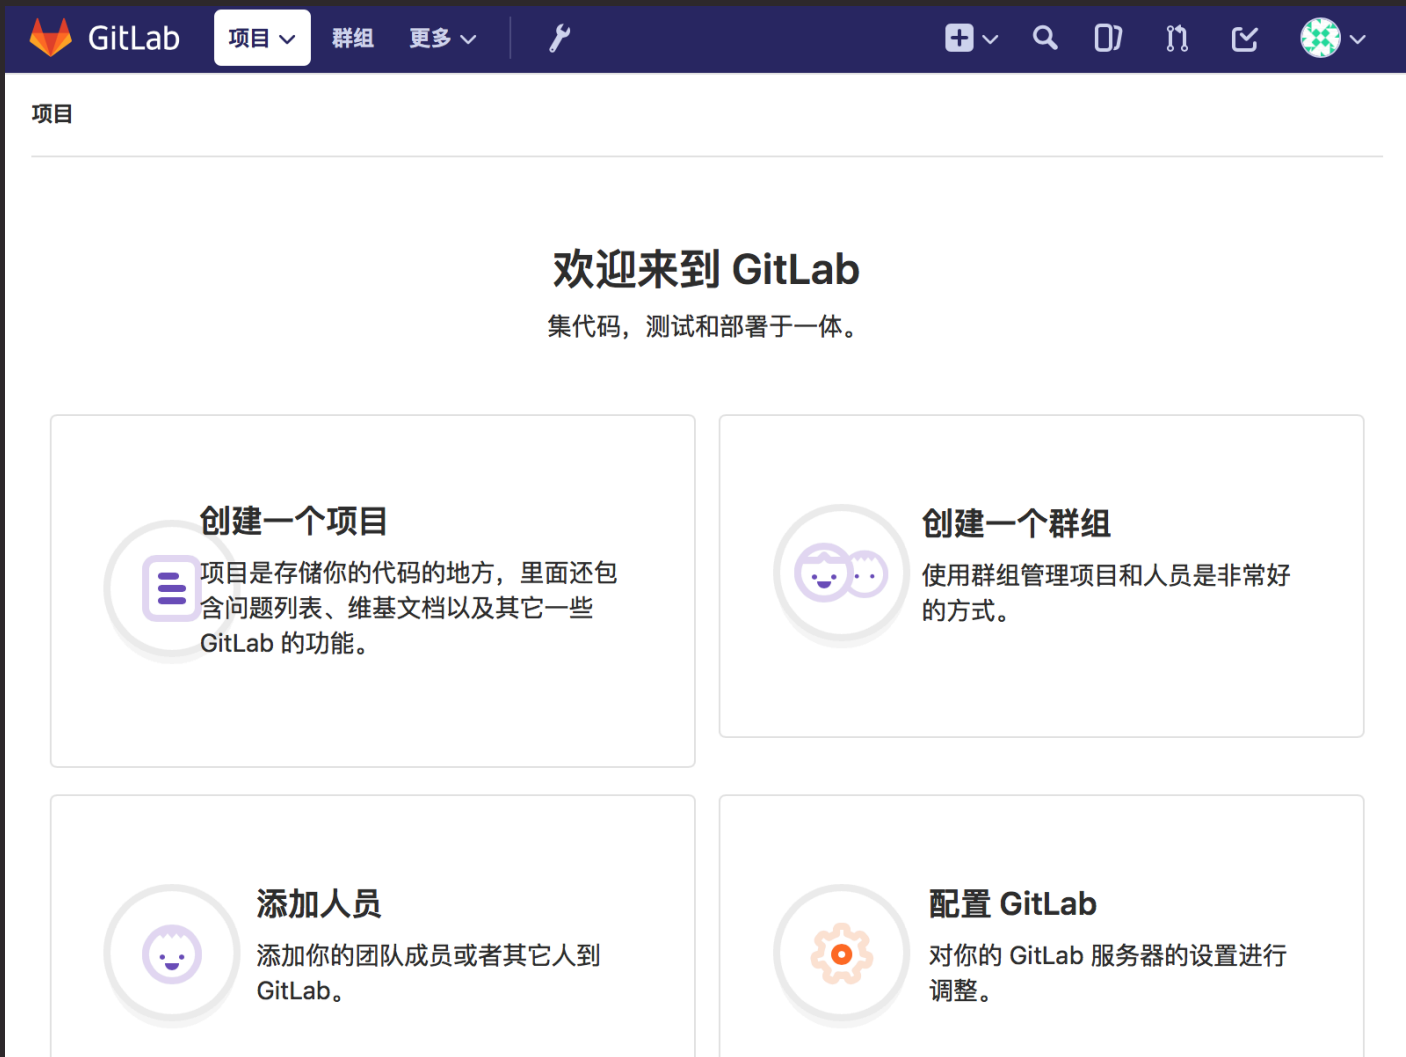 GitLab 项目 群组 更多
项目
欢迎来到 GitLab
集代码，测试和部署于一体。
创建一个项目
项目是存储你的代码的地方，里面还包
含问题列表、维基文档以及其它一些
GitLab 的功能。
创建一个群组
使用群组管理项目和人员是非常好
的方式。
添加人员
添加你的团队成员或者其它人到
GitLab。
配置 GitLab
对你的 GitLab 服务器的设置进行
调整。